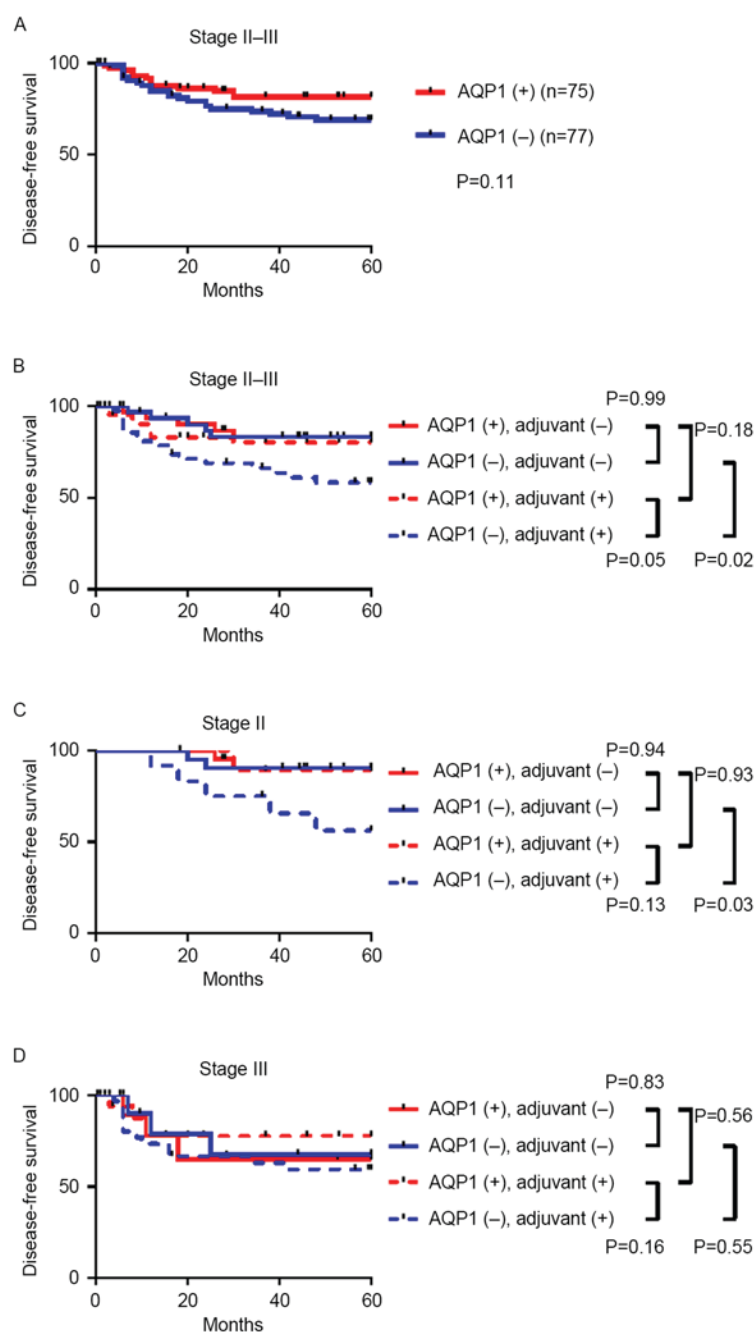 A
Stage II–III
100
50
0
Disease-free survival
0 20 40 60
Months
AQP1 (+) (n=75)
AQP1 (–) (n=77)
P=0.11
B
Stage II–III
100
50
0
Disease-free survival
0 20 40 60
Months
P=0.99
AQP1 (+), adjuvant (–)
P=0.18
AQP1 (–), adjuvant (–)
AQP1 (+), adjuvant (+)
AQP1 (–), adjuvant (+)
P=0.05 P=0.02
C
Stage II
100
50
0
Disease-free survival
0 20 40 60
Months
P=0.94
AQP1 (+), adjuvant (–)
P=0.93
AQP1 (–), adjuvant (–)
AQP1 (+), adjuvant (+)
AQP1 (–), adjuvant (+)
P=0.13 P=0.03
D
Stage III
100
50
0
Disease-free survival
0 20 40 60
Months
P=0.83
AQP1 (+), adjuvant (–)
P=0.56
AQP1 (–), adjuvant (–)
AQP1 (+), adjuvant (+)
AQP1 (–), adjuvant (+)
P=0.16 P=0.55